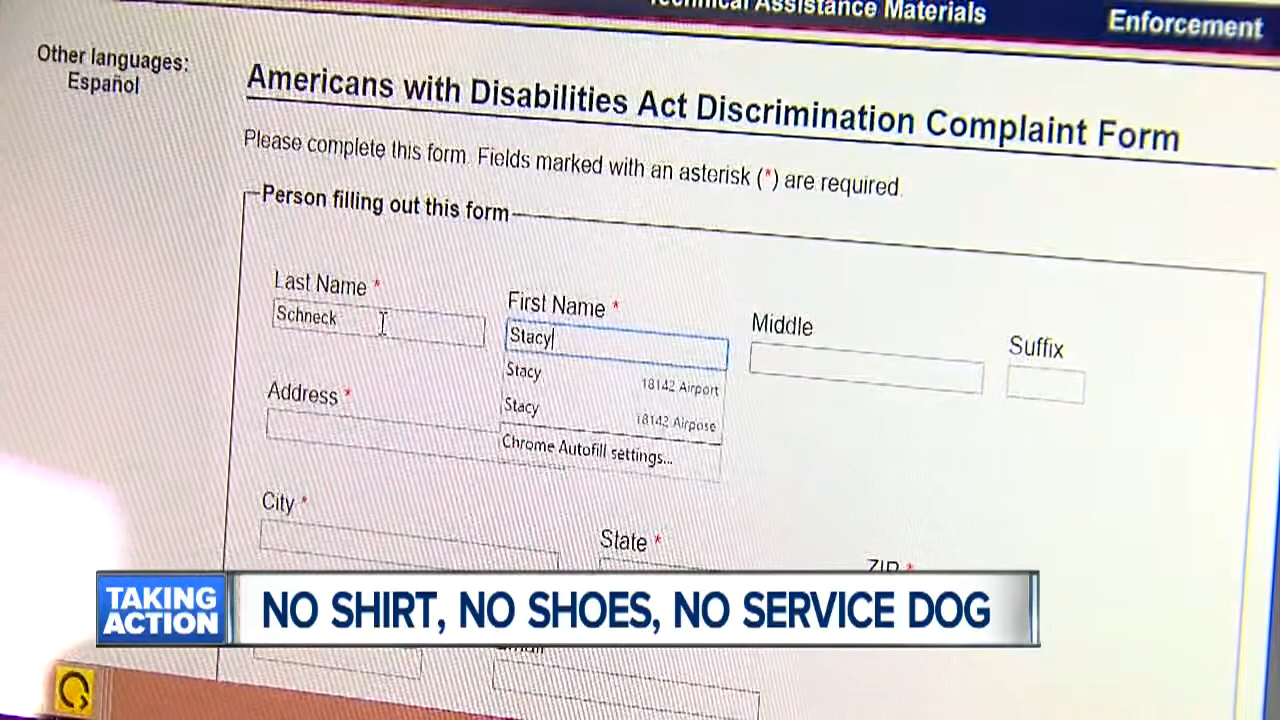 Assistance Materials
Enforcement
Other languages:
Español
Americans with Disabilities Act Discrimination Complaint Form
Please complete this form. Fields marked with an asterisk (*) are required.
Person filling out this form
Last Name *
First Name *
Middle
Suffix
Schneck
Stacy
Stacy 18142 Airport
Stacy 18142 Airpose
Chrome Autofill settings...
Address *
City *
State *
ZIP *
TAKING
ACTION
NO SHIRT, NO SHOES, NO SERVICE DOG